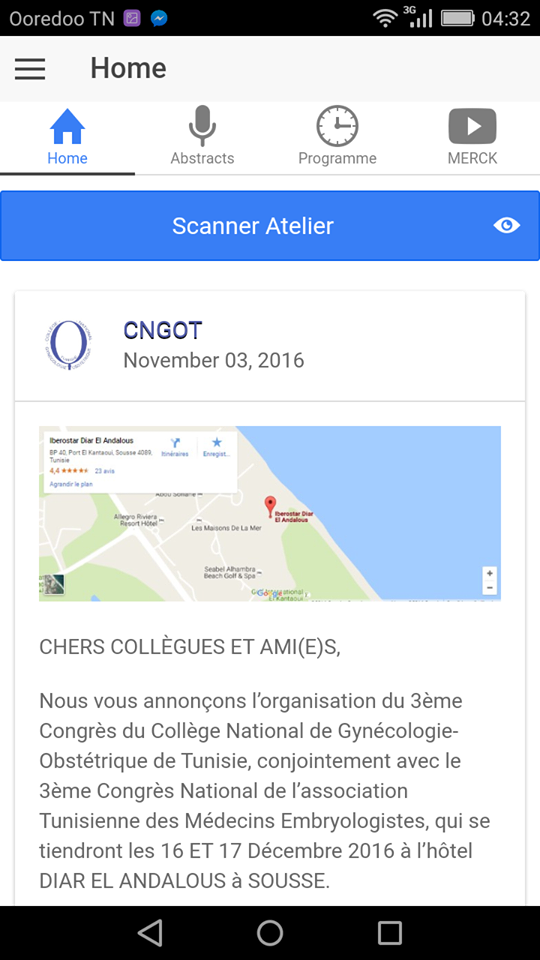 Ooredoo TN
3G
04:32
Home
Home
Abstracts
Programme
MERCK
Scanner Atelier
CNGOT
November 03, 2016
Iberostar Diar El Andalous
BP 40, Port El Kantaoui, Sousse 4089,
Tunisie
4,4
23 avis
Agrandir le plan
Itinéraires
Enregist...
Allegro Riviera
Resort Hôtel
Les Maisons De La Mer
Iberostar Diar
El Andalous
Seabel Alhambra
Beach Golf & Spa
Google
El Kantaoui
CHERS COLLÈGUES ET AMI(E)S,
Nous vous annonçons l’organisation du 3ème
Congrès du Collège National de Gynécologie-
Obstétrique de Tunisie, conjointement avec le
3ème Congrès National de l’association
Tunisienne des Médecins Embryologistes, qui se
tiendront les 16 ET 17 Décembre 2016 à l’hôtel
DIAR EL ANDALOUS à SOUSSE.